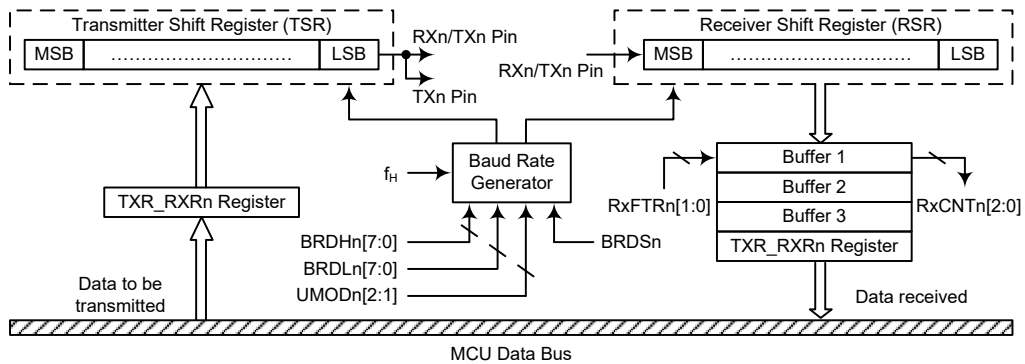 Transmitter Shift Register (TSR)
MSB ................................ LSB
RXn/TXn Pin
TXn Pin
Receiver Shift Register (RSR)
RXn/TXn Pin
MSB ................................ LSB
TXR_RXRn Register
fH
Baud Rate
Generator
BRDHn[7:0]
BRDLn[7:0]
UMODn[2:1]
BRDSn
Buffer 1
Buffer 2
Buffer 3
TXR_RXRn Register
RxFTRn[1:0]
RxCNTn[2:0]
Data to be
transmitted
Data received
MCU Data Bus